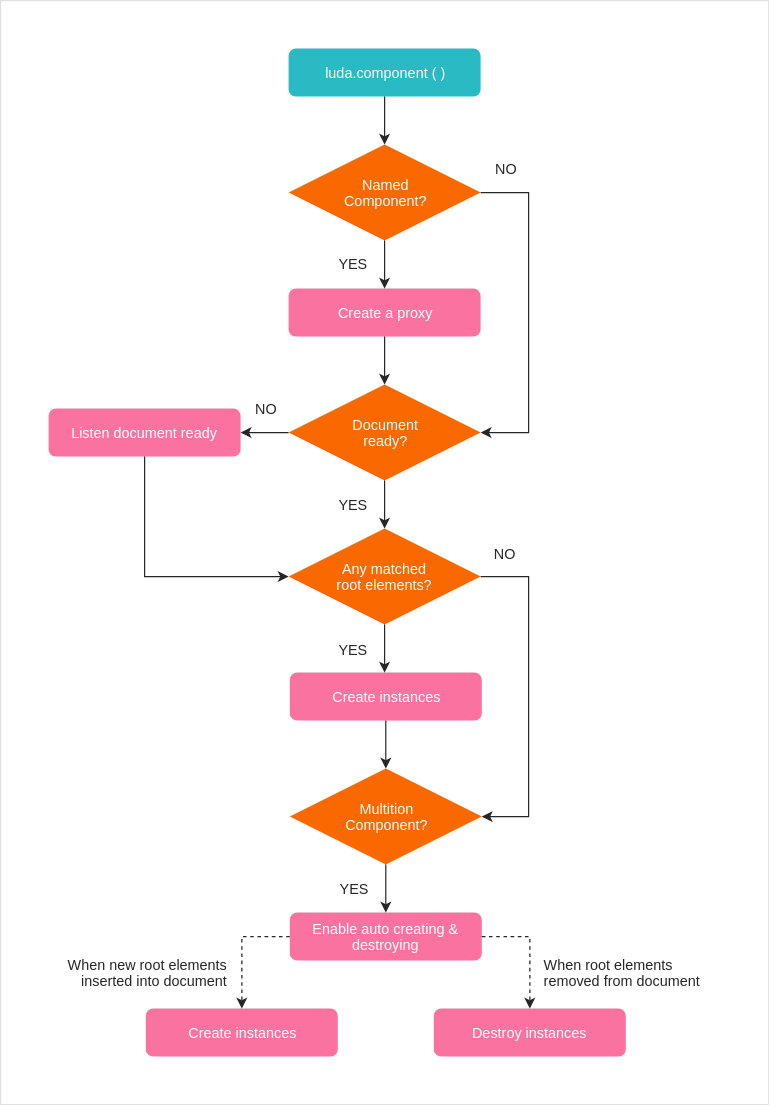 luda.component ( )
Named
Component?
NO
YES
Create a proxy
Document
ready?
NO
Listen document ready
YES
Any matched
root elements?
NO
YES
Create instances
Multition
Component?
YES
Enable auto creating &
destroying
When new root elements
inserted into document
When root elements
removed from document
Create instances
Destroy instances